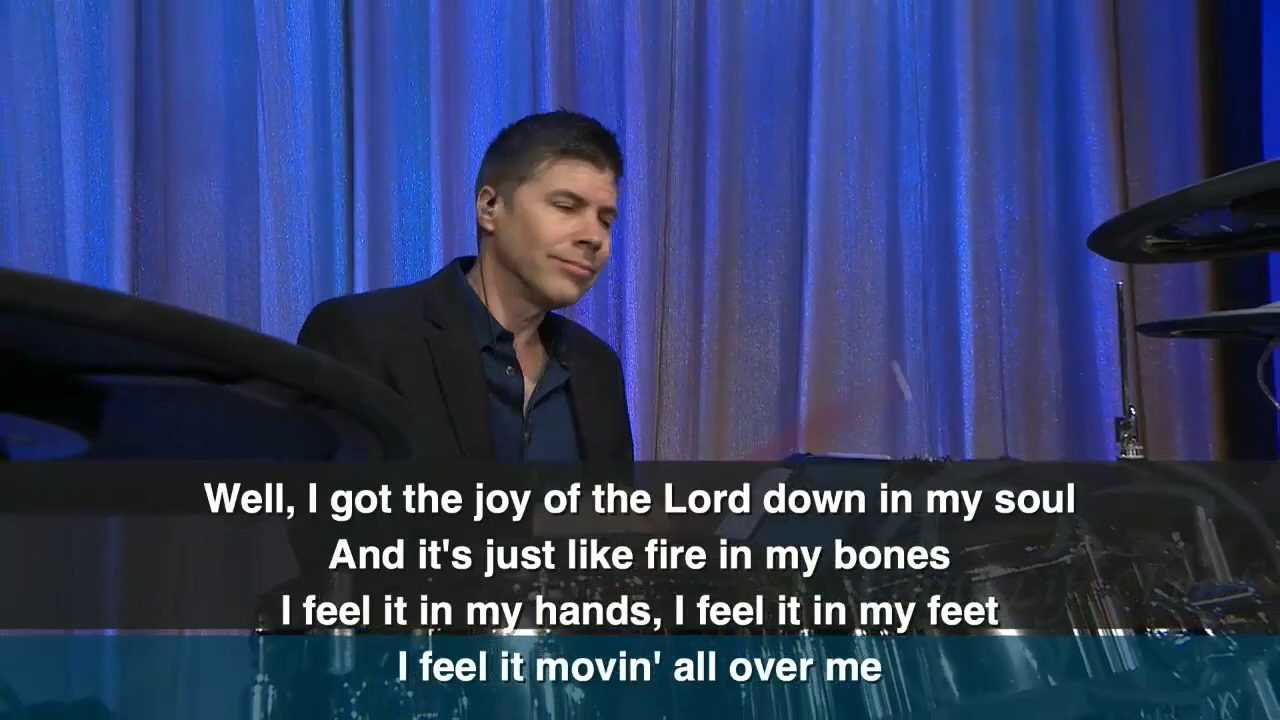 Well, I got the joy of the Lord down in my soul
And it's just like fire in my bones
I feel it in my hands, I feel it in my feet
I feel it movin' all over me